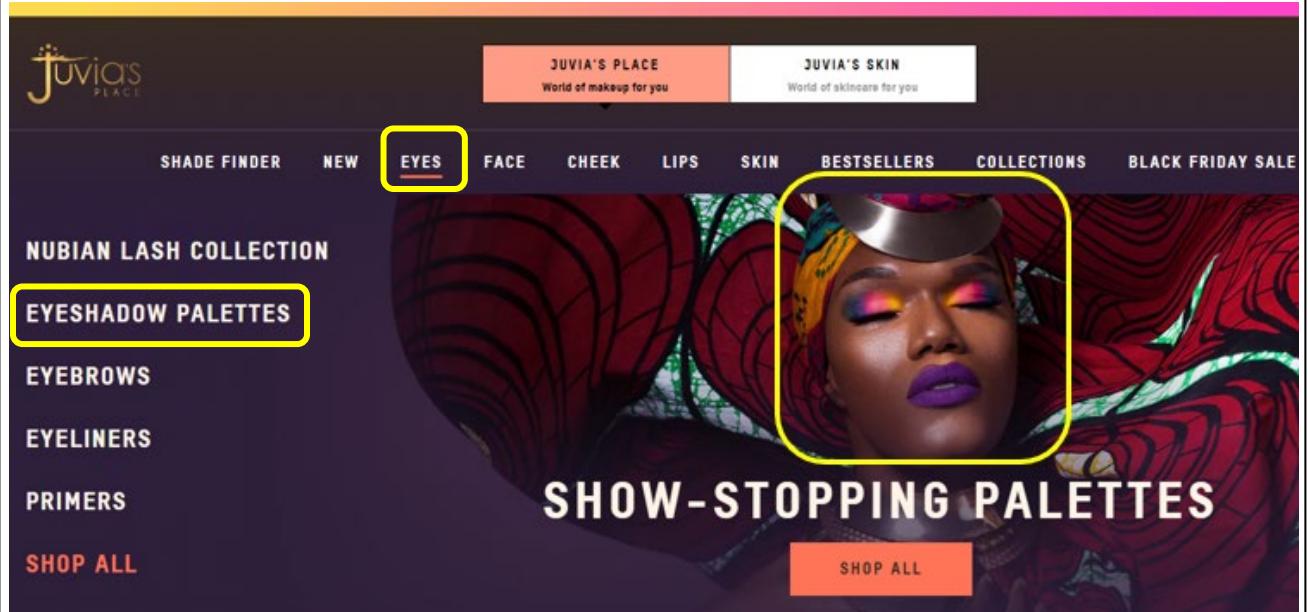 Juvia's
PLACE
JUVIA'S PLACE
World of makeup for you
JUVIA'S SKIN
World of skincare for you
SHADE FINDER NEW EYES FACE CHEEK LIPS SKIN BESTSELLERS COLLECTIONS BLACK FRIDAY SALE
NUBIAN LASH COLLECTION
EYESHADOW PALETTES
EYEBROWS
EYELINERS
PRIMERS
SHOP ALL
SHOW-STOPPING PALETTES
SHOP ALL